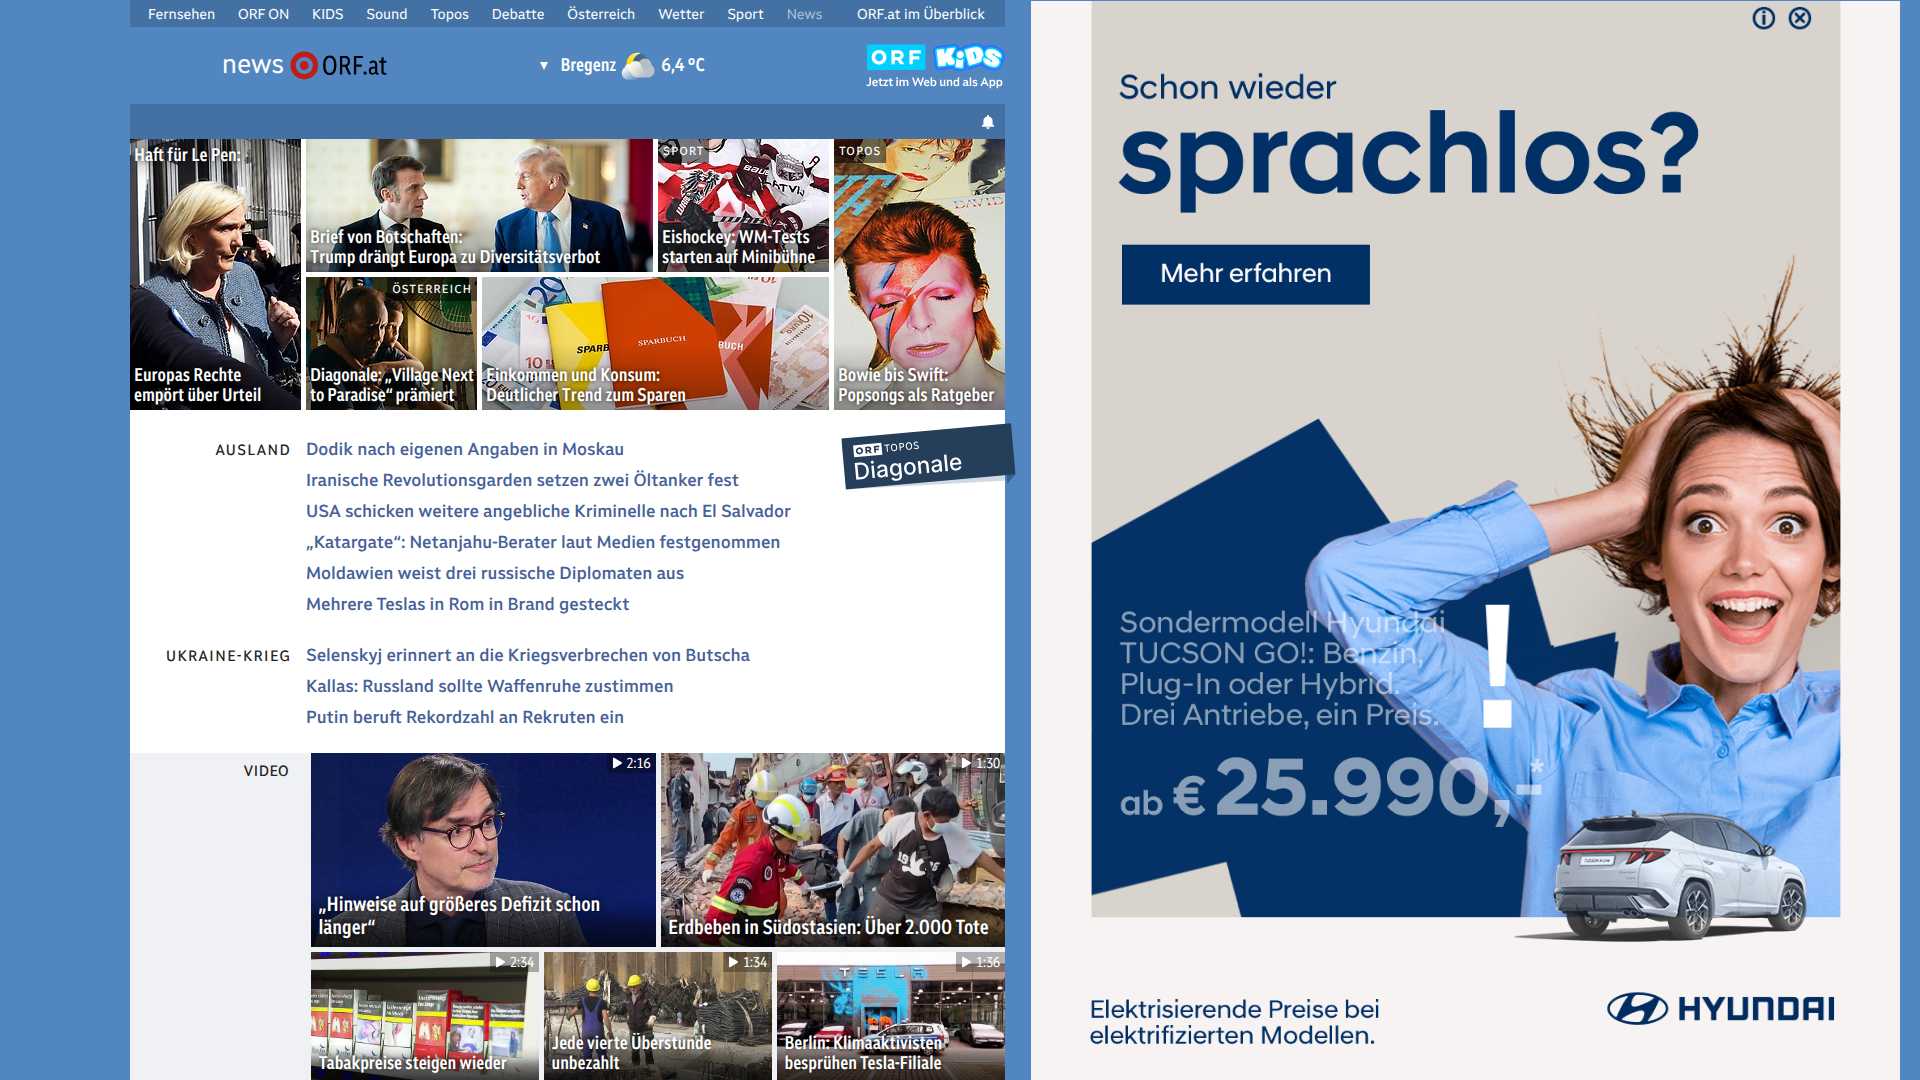 Fernsehen ORF ON KIDS Sound Topos Debatte Österreich Wetter Sport News ORF.at im Überblick
news ORF.at
Bregenz 6,4 °C
ORF KiDS
Jetzt im Web und als App
Haft für Le Pen:
Europas Rechte
empört über Urteil
Brief von Botschaften:
Trump drängt Europa zu Diversitätsverbot
SPORT
Eishockey: WM-Tests
starten auf Minibühne
TOPOS
DAVID
Bowie bis Swift:
Popsongs als Ratgeber
ÖSTERREICH
Diagonale: „Village Next
to Paradise“ prämiert
SPARB
SPARBUCH
BUCH
Einkommen und Konsum:
Deutlicher Trend zum Sparen
AUSLAND
Dodik nach eigenen Angaben in Moskau
Iranische Revolutionsgarden setzen zwei Öltanker fest
USA schicken weitere angebliche Kriminelle nach El Salvador
„Katargate“: Netanjahu-Berater laut Medien festgenommen
Moldawien weist drei russische Diplomaten aus
Mehrere Teslas in Rom in Brand gesteckt
ORF TOPOS
Diagonale
UKRAINE-KRIEG
Selenskyj erinnert an die Kriegsverbrechen von Butscha
Kallas: Russland sollte Waffenruhe zustimmen
Putin beruft Rekordzahl an Rekruten ein
VIDEO
2:16
„Hinweise auf größeres Defizit schon
länger“
1:30
Erdbeben in Südostasien: Über 2.000 Tote
2:34
Tabakpreise steigen wieder
1:34
Jede vierte Überstunde
unbezahlt
1:36
TESLA
Berlin: Klimaaktivisten
besprühen Tesla-Filiale
Schon wieder
sprachlos?
Mehr erfahren
Sondermodell Hyundai
TUCSON GO!: Benzin,
Plug-In oder Hybrid.
Drei Antriebe, ein Preis.
!
ab € 25.990,-*
Elektrisierende Preise bei
elektrifizierten Modellen.
HYUNDAI